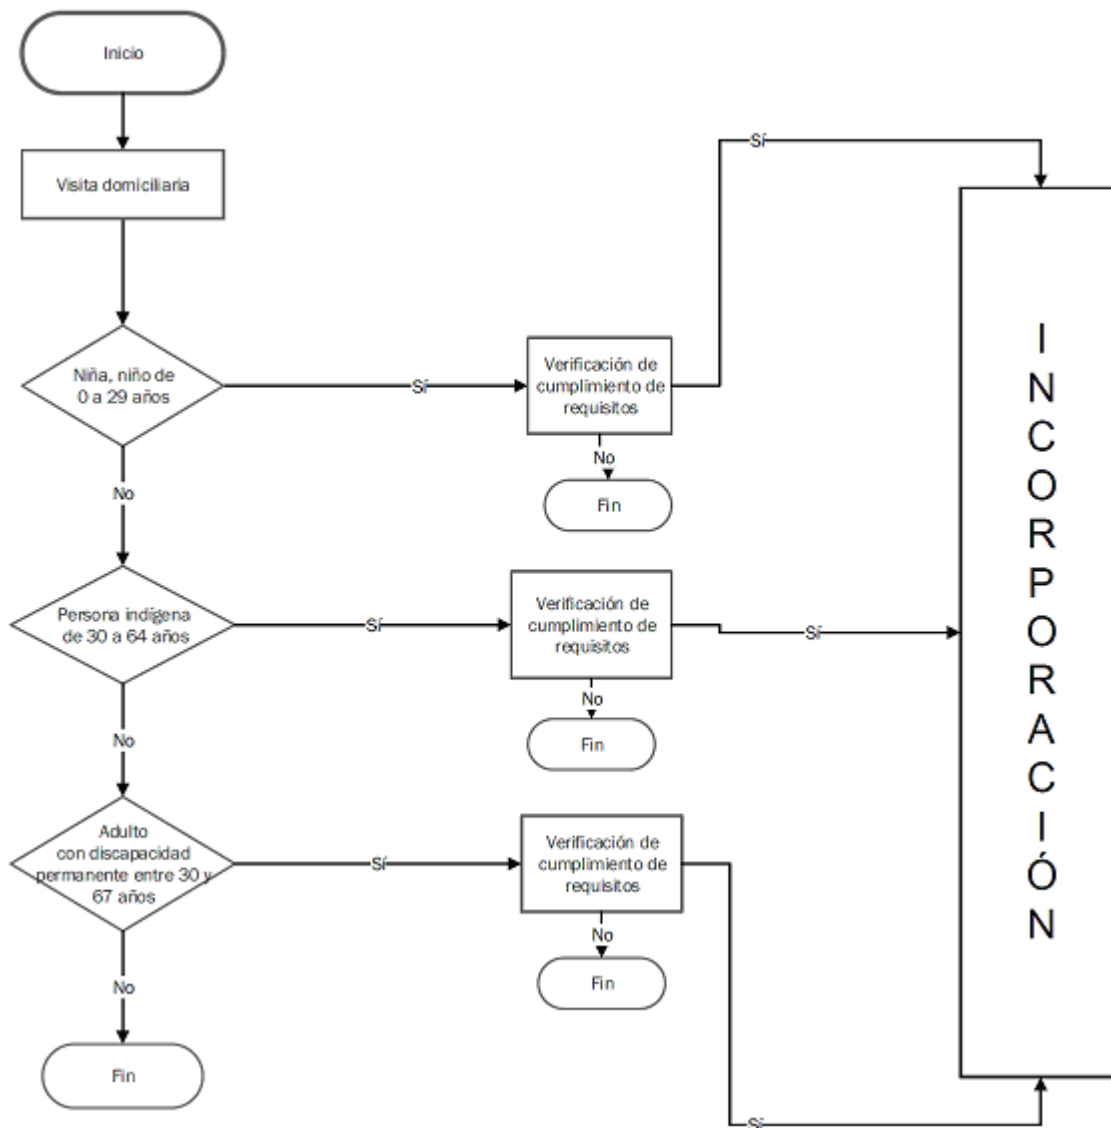 Inicio
Visita domiciliaria
Sí
Niña, niño de
0 a 29 años
Sí
Verificación de
cumplimiento de
requisitos
No
Fin
No
Persona indígena
de 30 a 64 años
Sí
Verificación de
cumplimiento de
requisitos
Sí
No
Fin
No
Adulto
con discapacidad
permanente entre 30 y
67 años
Sí
Verificación de
cumplimiento de
requisitos
No
Fin
No
Fin
Sí
INCORPORACIÓN